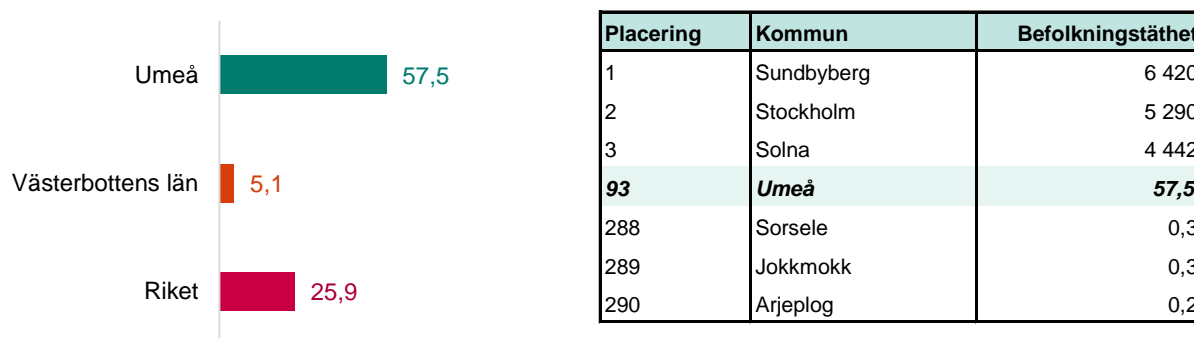 Umeå 57,5
Västerbottens län 5,1
Riket 25,9
Placering Kommun Befolkningstäthet
1 Sundbyberg 6 420
2 Stockholm 5 290
3 Solna 4 442
93 Umeå 57,5
288 Sorsele 0,3
289 Jokkmokk 0,3
290 Arjeplog 0,2